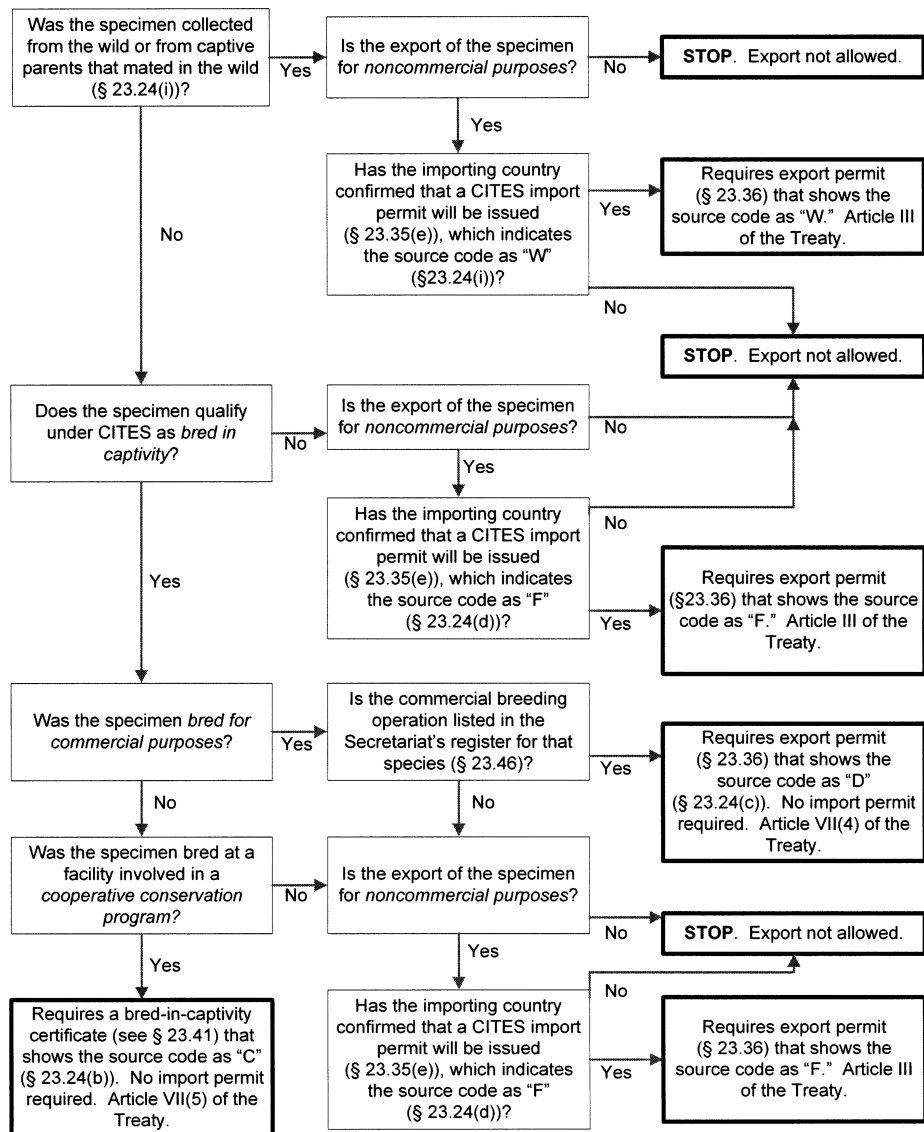 Was the specimen collected
from the wild or from captive
parents that mated in the wild
(§ 23.24(i))?
Yes
Is the export of the specimen
for noncommercial purposes?
No
STOP. Export not allowed.
Yes
No
Has the importing country
confirmed that a CITES import
permit will be issued
(§ 23.35(e)), which indicates
the source code as “W”
(§23.24(i))?
Yes
Requires export permit
(§ 23.36) that shows the
source code as “W.” Article III
of the Treaty.
No
STOP. Export not allowed.
Does the specimen qualify
under CITES as bred in
captivity?
No
Is the export of the specimen
for noncommercial purposes?
No
Yes
Yes
Has the importing country
confirmed that a CITES import
permit will be issued
(§ 23.35(e)), which indicates
the source code as “F”
(§ 23.24(d))?
No
Yes
Requires export permit
(§23.36) that shows the source
code as “F.” Article III of the
Treaty.
Was the specimen bred for
commercial purposes?
Yes
Is the commercial breeding
operation listed in the
Secretariat’s register for that
species (§ 23.46)?
Yes
Requires export permit
(§ 23.36) that shows the
source code as “D”
(§ 23.24(c)). No import permit
required. Article VII(4) of the
Treaty.
No
No
Was the specimen bred at a
facility involved in a
cooperative conservation
program?
No
Is the export of the specimen
for noncommercial purposes?
No
STOP. Export not allowed.
Yes
Yes
Requires a bred-in-captivity
certificate (see § 23.41) that
shows the source code as “C”
(§ 23.24(b)). No import permit
required. Article VII(5) of the
Treaty.
Has the importing country
confirmed that a CITES import
permit will be issued
(§ 23.35(e)), which indicates
the source code as “F”
(§ 23.24(d))?
No
Yes
Requires export permit
(§ 23.36) that shows the
source code as “F.” Article III
of the Treaty.